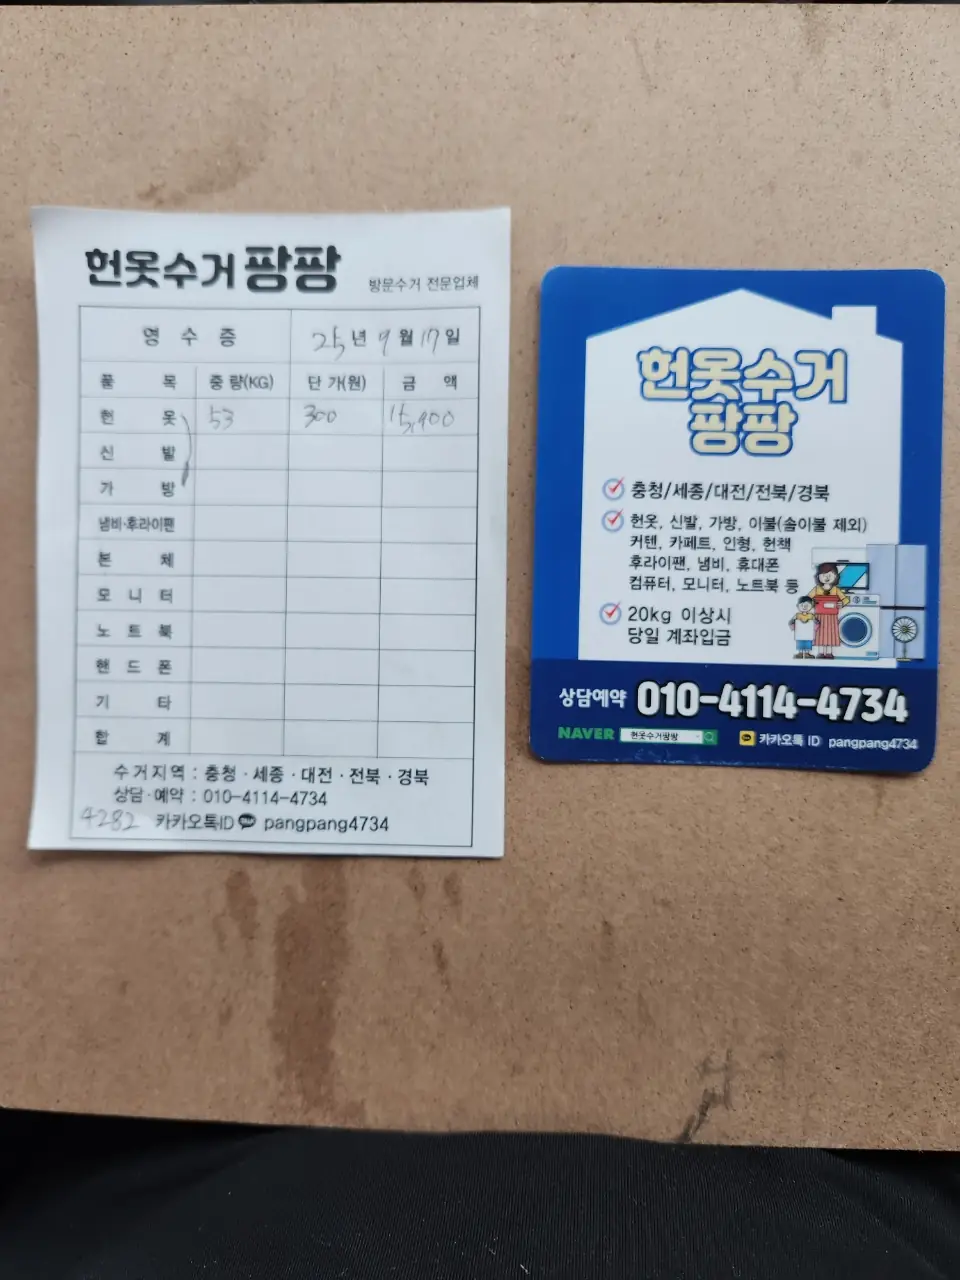 헌옷수거 팡팡
방문수거 전문업체
영 수 증 25년 9월 17일
품 목 중 량(KG) 단 가(원) 금 액
헌 옷 53 300 15,900
신 발
가 방
냄비·후라이팬
본 체
모 니 터
노 트 북
핸 드 폰
기 타
합 계
수거지역 : 충청 · 세종 · 대전 · 전북 · 경북
상담·예약 : 010-4114-4734
4282 카카오톡ID pangpang4734
헌옷수거
팡팡
충청/세종/대전/전북/경북
헌옷, 신발, 가방, 이불(솜이불 제외)
커텐, 카페트, 인형, 헌책
후라이팬, 냄비, 휴대폰
컴퓨터, 모니터, 노트북 등
20kg 이상시
당일 계좌입금
상담예약 010-4114-4734
NAVER 헌옷수거팡팡 카카오톡 ID pangpang4734